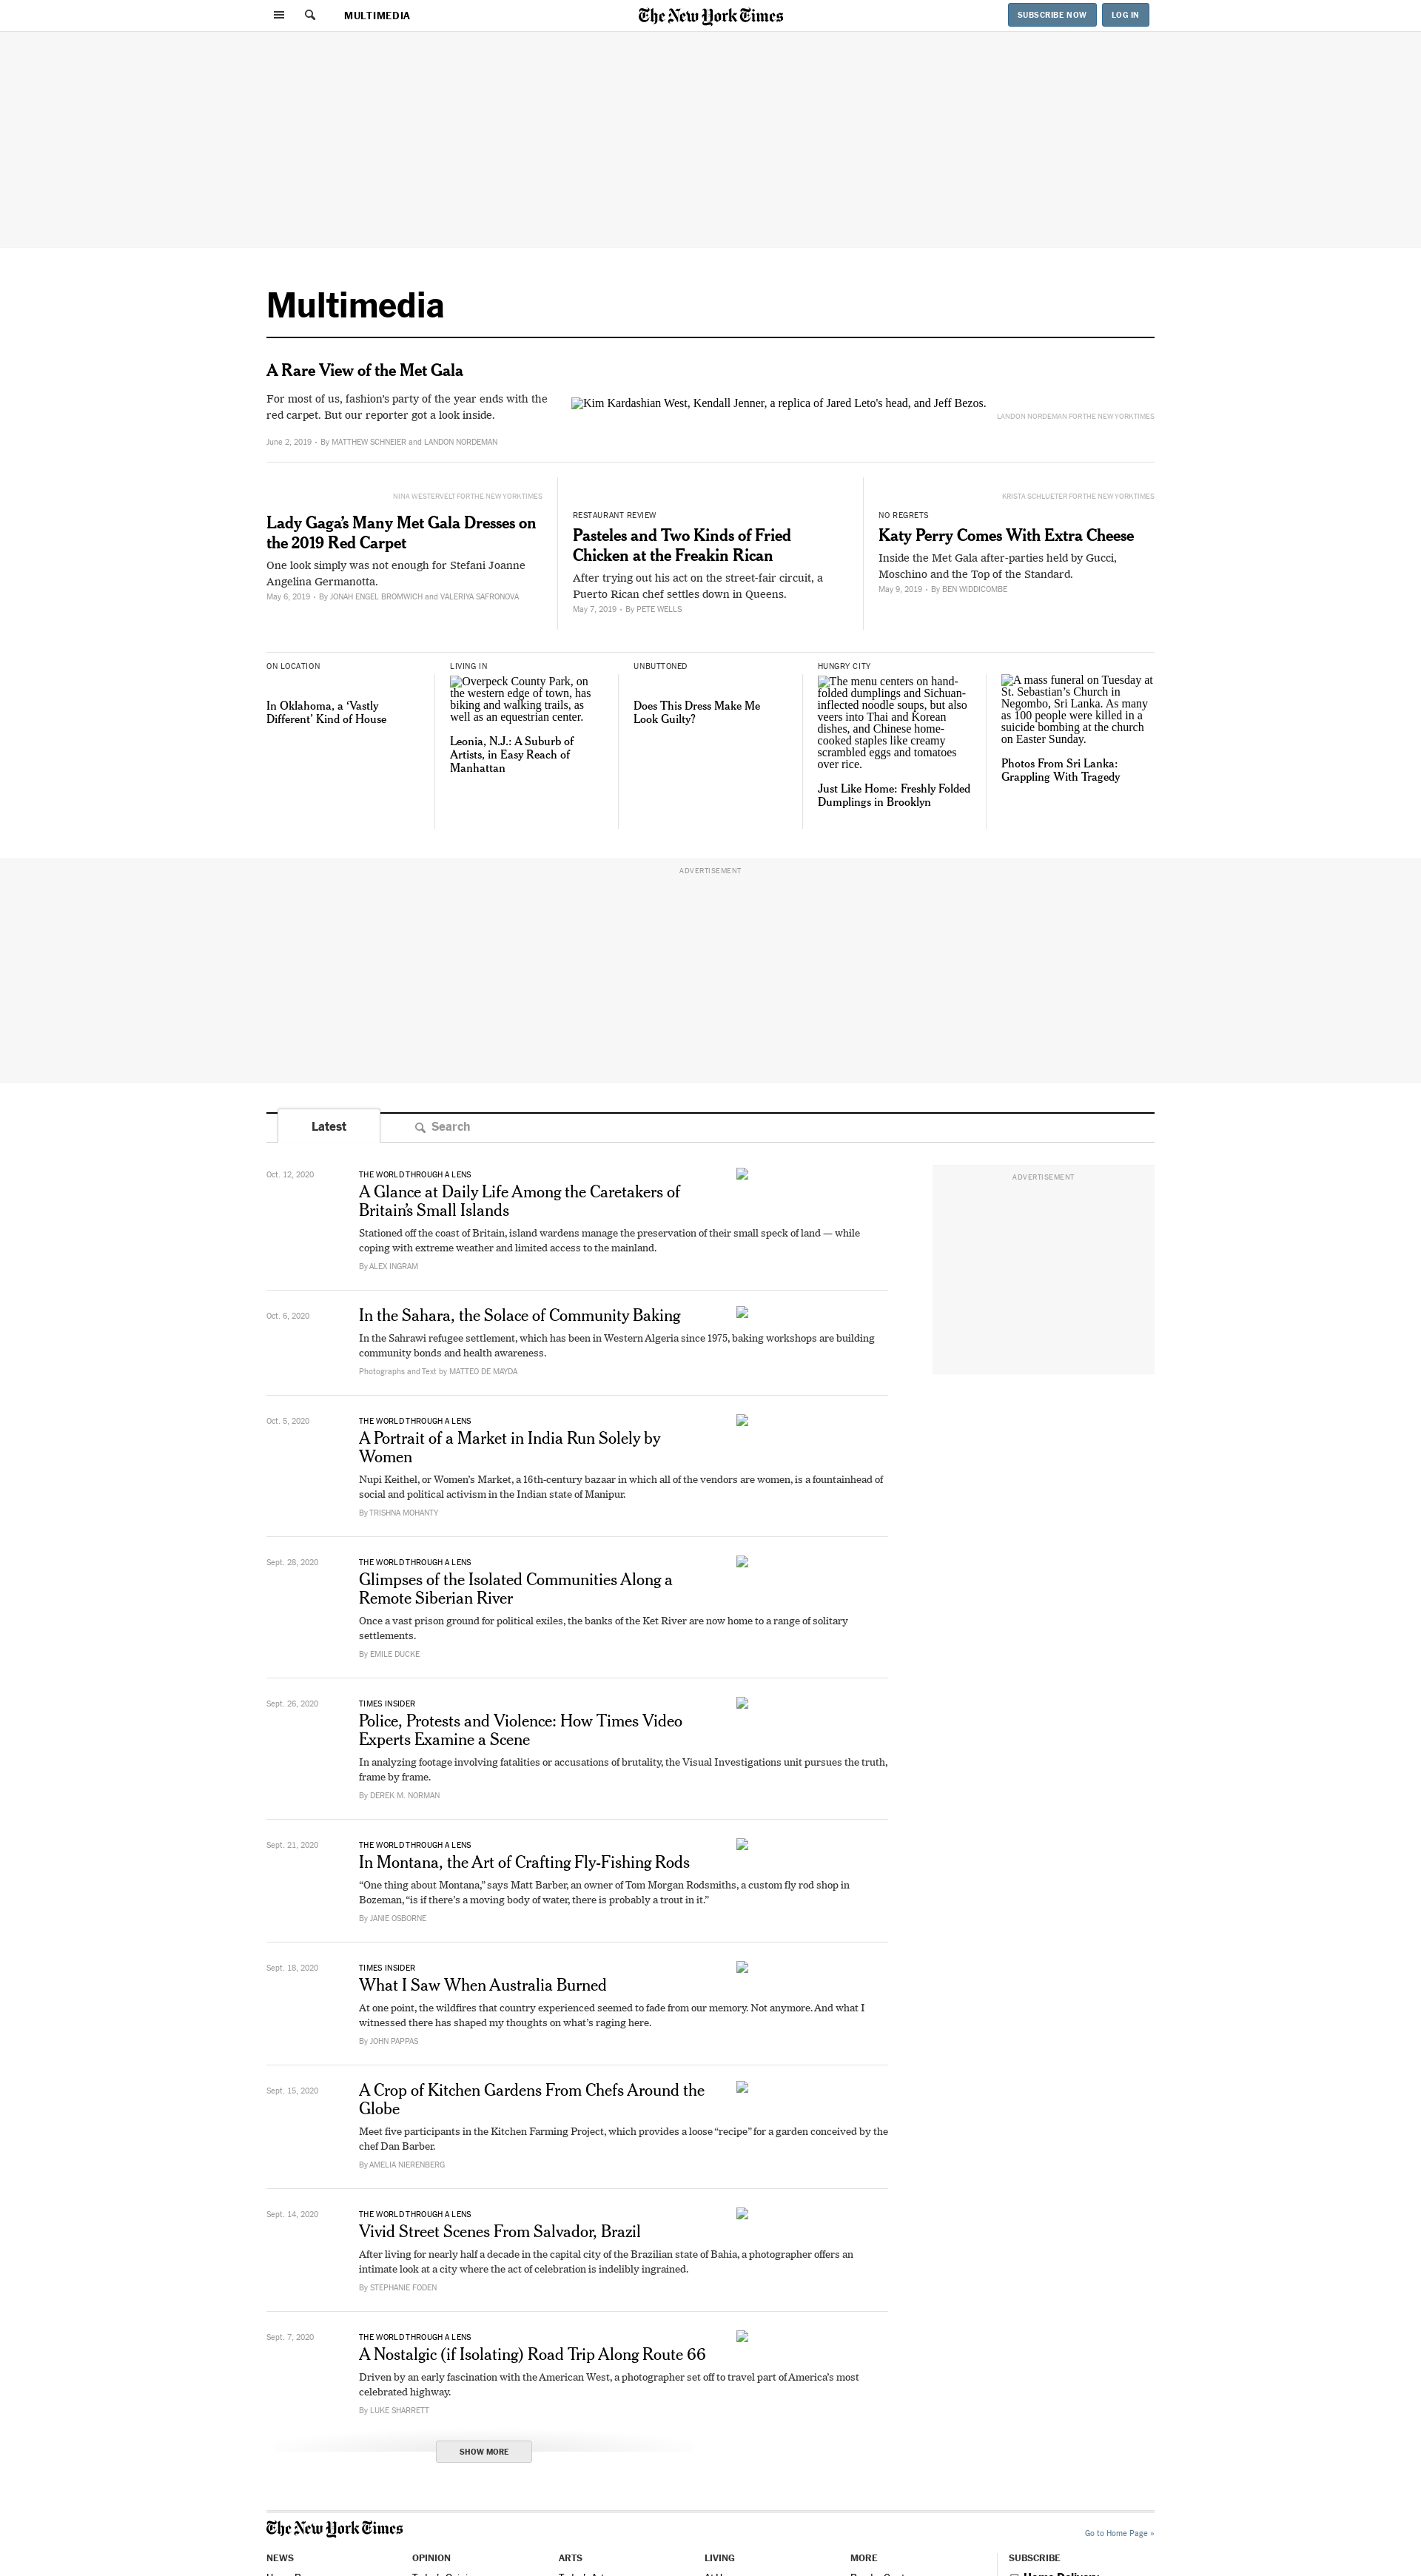 MULTIMEDIA
The New York Times
SUBSCRIBE NOW
LOG IN
Multimedia
A Rare View of the Met Gala
For most of us, fashion's party of the year ends with the
red carpet. But our reporter got a look inside.
June 2, 2019 - By MATTHEW SCHNEIER and LANDON NORDEMAN
Kim Kardashian West, Kendall Jenner, a replica of Jared Leto's head, and Jeff Bezos.
LANDON NORDEMAN FOR THE NEW YORK TIMES
NINA WESTERVELT FOR THE NEW YORK TIMES
Lady Gaga’s Many Met Gala Dresses on
the 2019 Red Carpet
One look simply was not enough for Stefani Joanne
Angelina Germanotta.
May 6, 2019 - By JONAH ENGEL BROMWICH and VALERIYA SAFRONOVA
RESTAURANT REVIEW
Pasteles and Two Kinds of Fried
Chicken at the Freakin Rican
After trying out his act on the street-fair circuit, a
Puerto Rican chef settles down in Queens.
May 7, 2019 - By PETE WELLS
KRISTA SCHLUETER FOR THE NEW YORK TIMES
NO REGRETS
Katy Perry Comes With Extra Cheese
Inside the Met Gala after-parties held by Gucci,
Moschino and the Top of the Standard.
May 9, 2019 - By BEN WIDDICOMBE
ON LOCATION
In Oklahoma, a ‘Vastly
Different’ Kind of House
LIVING IN
Overpeck County Park, on
the western edge of town, has
biking and walking trails, as
well as an equestrian center.
Leonia, N.J.: A Suburb of
Artists, in Easy Reach of
Manhattan
UNBUTTONED
Does This Dress Make Me
Look Guilty?
HUNGRY CITY
The menu centers on hand-
folded dumplings and Sichuan-
inflected noodle soups, but also
veers into Thai and Korean
dishes, and Chinese home-
cooked staples like creamy
scrambled eggs and tomatoes
over rice.
Just Like Home: Freshly Folded
Dumplings in Brooklyn
A mass funeral on Tuesday at
St. Sebastian’s Church in
Negombo, Sri Lanka. As many
as 100 people were killed in a
suicide bombing at the church
on Easter Sunday.
Photos From Sri Lanka:
Grappling With Tragedy
ADVERTISEMENT
Latest
Search
ADVERTISEMENT
Oct. 12, 2020
THE WORLD THROUGH A LENS
A Glance at Daily Life Among the Caretakers of
Britain’s Small Islands
Stationed off the coast of Britain, island wardens manage the preservation of their small speck of land — while
coping with extreme weather and limited access to the mainland.
By ALEX INGRAM
Oct. 6, 2020
In the Sahara, the Solace of Community Baking
In the Sahrawi refugee settlement, which has been in Western Algeria since 1975, baking workshops are building
community bonds and health awareness.
Photographs and Text by MATTEO DE MAYDA
Oct. 5, 2020
THE WORLD THROUGH A LENS
A Portrait of a Market in India Run Solely by
Women
Nupi Keithel, or Women’s Market, a 16th-century bazaar in which all of the vendors are women, is a fountainhead of
social and political activism in the Indian state of Manipur.
By TRISHNA MOHANTY
Sept. 28, 2020
THE WORLD THROUGH A LENS
Glimpses of the Isolated Communities Along a
Remote Siberian River
Once a vast prison ground for political exiles, the banks of the Ket River are now home to a range of solitary
settlements.
By EMILE DUCKE
Sept. 26, 2020
TIMES INSIDER
Police, Protests and Violence: How Times Video
Experts Examine a Scene
In analyzing footage involving fatalities or accusations of brutality, the Visual Investigations unit pursues the truth,
frame by frame.
By DEREK M. NORMAN
Sept. 21, 2020
THE WORLD THROUGH A LENS
In Montana, the Art of Crafting Fly-Fishing Rods
“One thing about Montana,” says Matt Barber, an owner of Tom Morgan Rodsmiths, a custom fly rod shop in
Bozeman, “is if there’s a moving body of water, there is probably a trout in it.”
By JANIE OSBORNE
Sept. 18, 2020
TIMES INSIDER
What I Saw When Australia Burned
At one point, the wildfires that country experienced seemed to fade from our memory. Not anymore. And what I
witnessed there has shaped my thoughts on what’s raging here.
By JOHN PAPPAS
Sept. 15, 2020
A Crop of Kitchen Gardens From Chefs Around the
Globe
Meet five participants in the Kitchen Farming Project, which provides a loose “recipe” for a garden conceived by the
chef Dan Barber.
By AMELIA NIERENBERG
Sept. 14, 2020
THE WORLD THROUGH A LENS
Vivid Street Scenes From Salvador, Brazil
After living for nearly half a decade in the capital city of the Brazilian state of Bahia, a photographer offers an
intimate look at a city where the act of celebration is indelibly ingrained.
By STEPHANIE FODEN
Sept. 7, 2020
THE WORLD THROUGH A LENS
A Nostalgic (if Isolating) Road Trip Along Route 66
Driven by an early fascination with the American West, a photographer set off to travel part of America’s most
celebrated highway.
By LUKE SHARRETT
SHOW MORE
The New York Times
Go to Home Page »
NEWS
OPINION
ARTS
LIVING
MORE
SUBSCRIBE